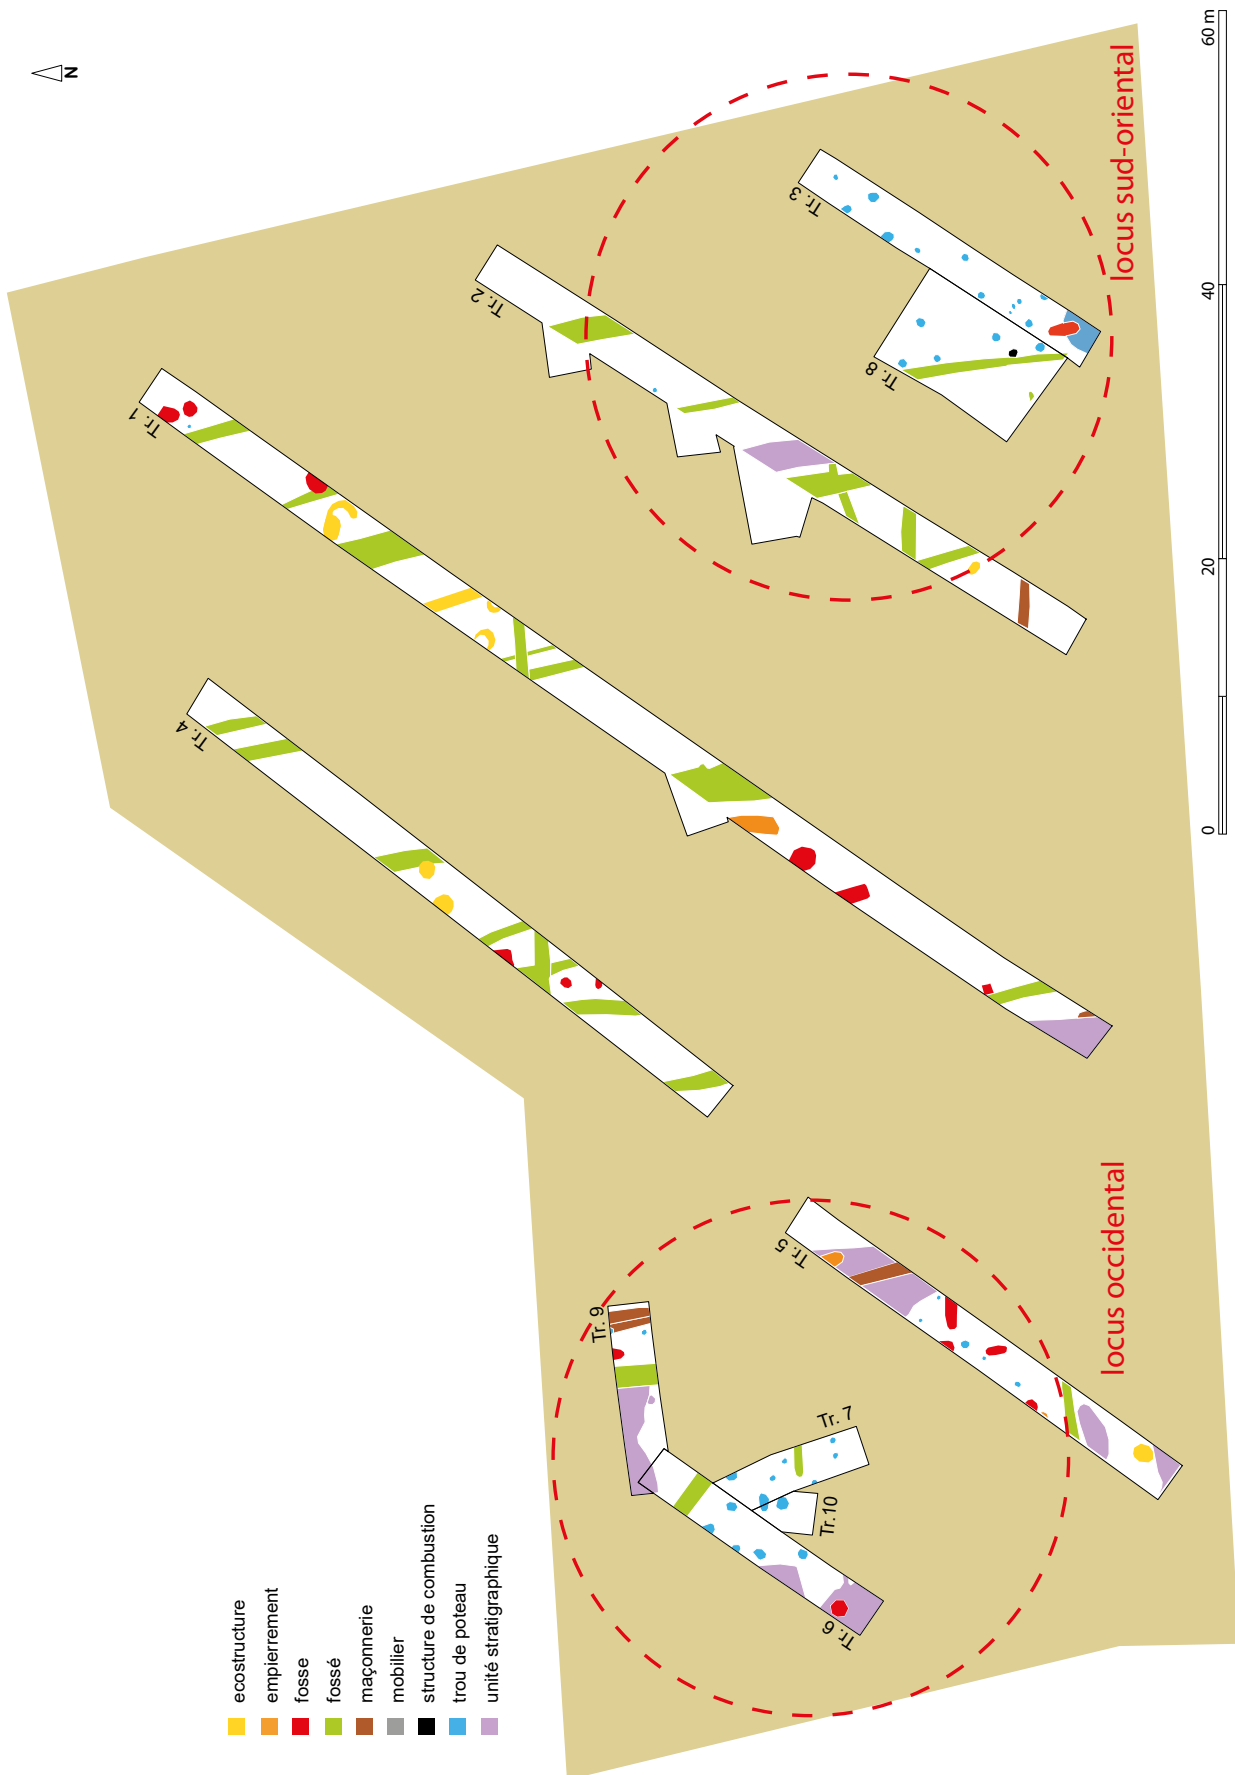 N
Tr. 1
Tr. 2
Tr. 3
Tr. 4
Tr. 8
locus sud-oriental
Tr. 5
Tr. 9
Tr. 7
Tr. 10
Tr. 6
locus occidental
ecostructure
empierrement
fosse
fossé
maçonnerie
mobilier
structure de combustion
trou de poteau
unité stratigraphique
0 20 40 60 m